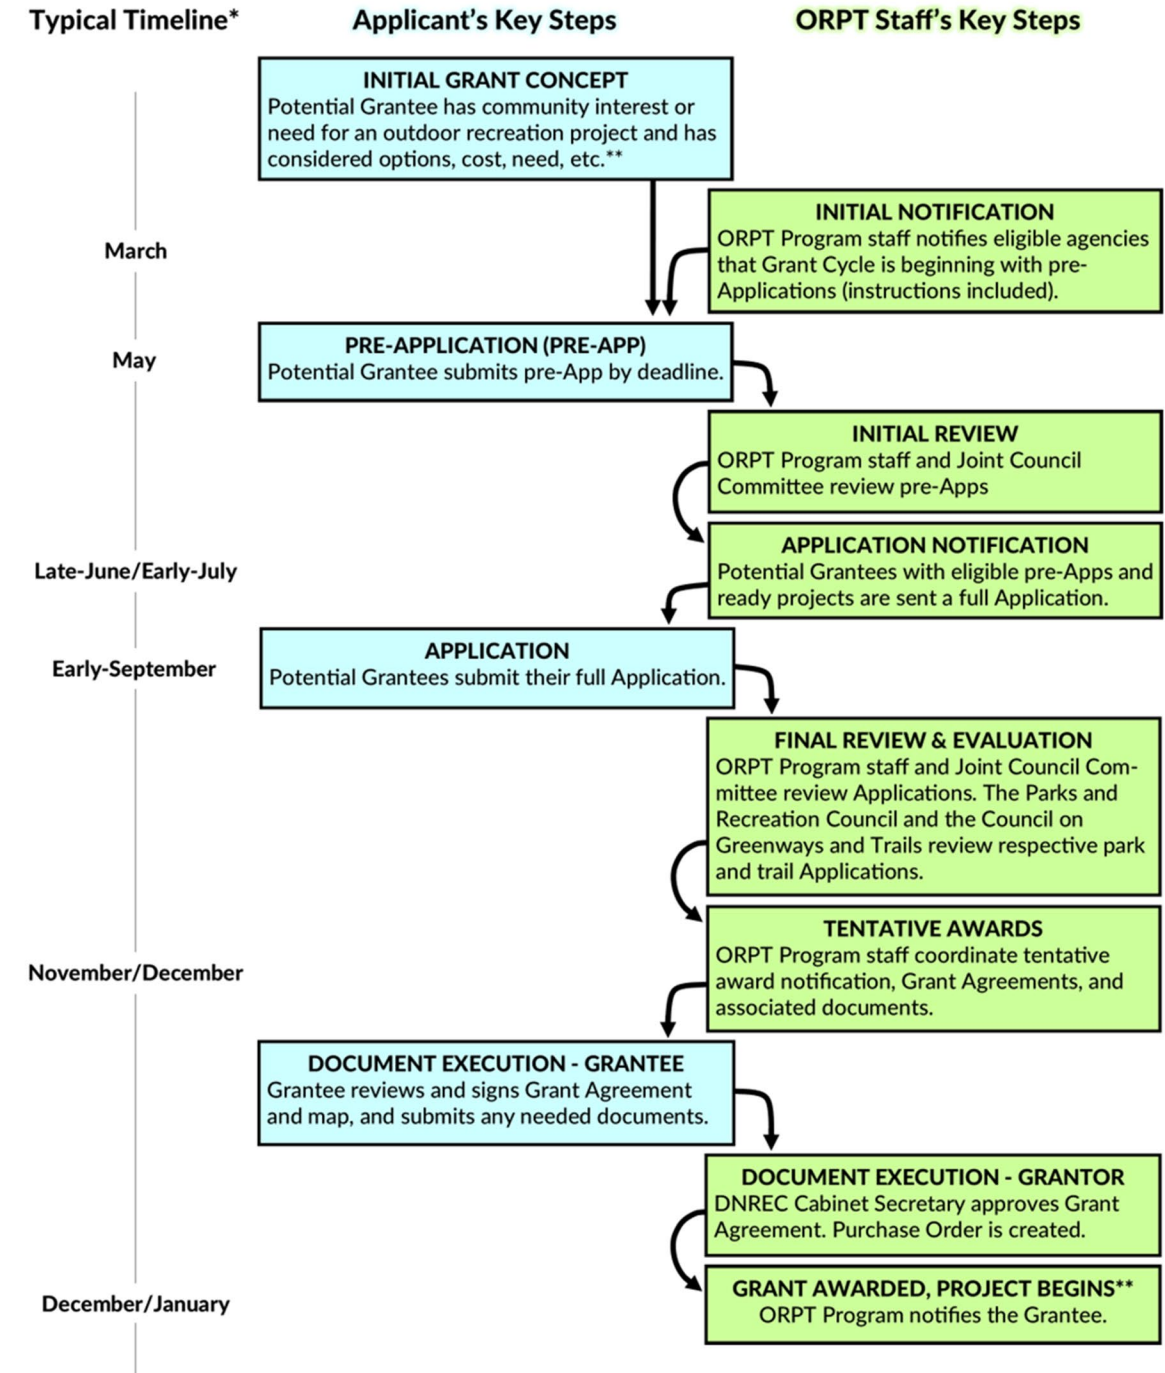 Typical Timeline*
Applicant's Key Steps
ORPT Staff's Key Steps
INITIAL GRANT CONCEPT
Potential Grantee has community interest or
need for an outdoor recreation project and has
considered options, cost, need, etc.**
March
INITIAL NOTIFICATION
ORPT Program staff notifies eligible agencies
that Grant Cycle is beginning with pre-
Applications (instructions included).
May
PRE-APPLICATION (PRE-APP)
Potential Grantee submits pre-App by deadline.
INITIAL REVIEW
ORPT Program staff and Joint Council
Committee review pre-Apps
Late-June/Early-July
APPLICATION NOTIFICATION
Potential Grantees with eligible pre-Apps and
ready projects are sent a full Application.
Early-September
APPLICATION
Potential Grantees submit their full Application.
FINAL REVIEW & EVALUATION
ORPT Program staff and Joint Council Com-
mittee review Applications. The Parks and
Recreation Council and the Council on
Greenways and Trails review respective park
and trail Applications.
November/December
TENTATIVE AWARDS
ORPT Program staff coordinate tentative
award notification, Grant Agreements, and
associated documents.
DOCUMENT EXECUTION - GRANTEE
Grantee reviews and signs Grant Agreement
and map, and submits any needed documents.
DOCUMENT EXECUTION - GRANTOR
DNREC Cabinet Secretary approves Grant
Agreement. Purchase Order is created.
December/January
GRANT AWARDED, PROJECT BEGINS**
ORPT Program notifies the Grantee.